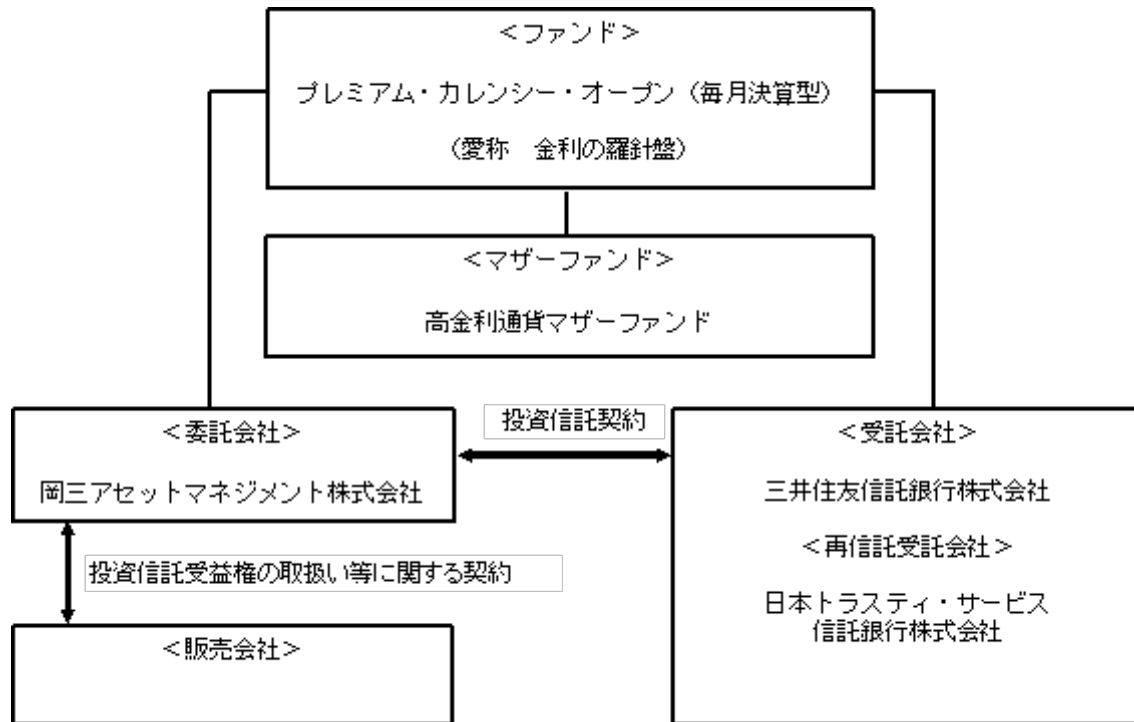 ＜ファンド＞
プレミアム・カレンシー・オープン（毎月決算型）
（愛称　金利の羅針盤）
＜マザーファンド＞
高金利通貨マザーファンド
＜委託会社＞
岡三アセットマネジメント株式会社
投資信託契約
＜受託会社＞
三井住友信託銀行株式会社
＜再信託受託会社＞
日本トラスティ・サービス
信託銀行株式会社
投資信託受益権の取扱い等に関する契約
＜販売会社＞